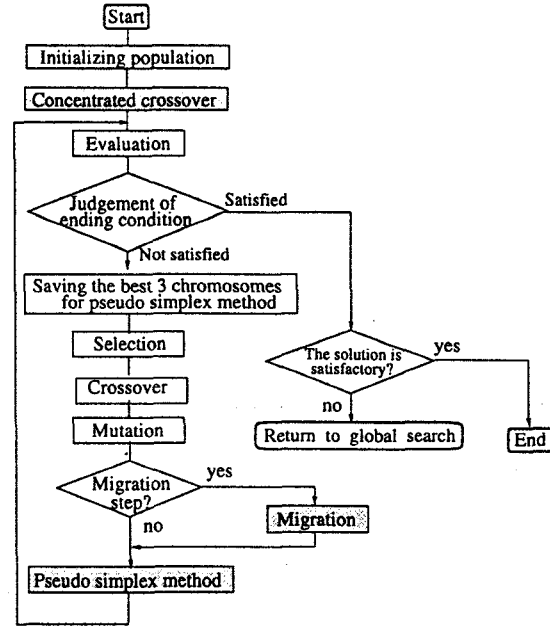 Start
Initializing population
Concentrated crossover
Evaluation
Judgement of
ending condition
Satisfied
Not satisfied
Saving the best 3 chromosomes
for pseudo simplex method
Selection
Crossover
Mutation
Migration
step?
yes
no
Migration
Pseudo simplex method
The solution is
satisfactory?
yes
no
Return to global search
End